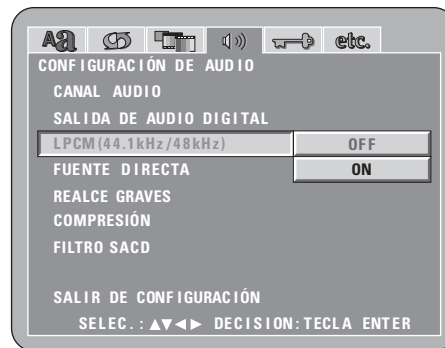 Aa etc.
CONFIGURACIÓN DE AUDIO
CANAL AUDIO
SALIDA DE AUDIO DIGITAL
LPCM(44.1kHz/48kHz) OFF
FUENTE DIRECTA ON
REALCE GRAVES
COMPRESIÓN
FILTRO SACD
SALIR DE CONFIGURACIÓN
SELEC.:▲▼◀▶ DECISION:TECLA ENTER